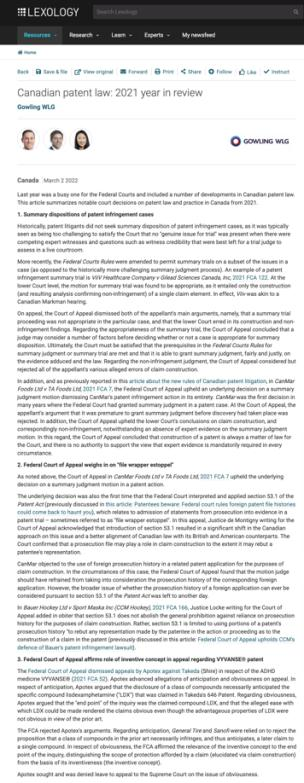 LEXOLOGY
Search Lexology
Resources
Research
Learn
Experts
My newsfeed
Home
Back
Save & file
View original
Forward
Print
Share
Follow
Like
Instruct
Canadian patent law: 2021 year in review
Gowling WLG
GOWLING WLG
Canada | March 2 2022
Last year was a busy one for the Federal Courts and included a number of developments in Canadian patent law.
This article summarizes notable court decisions on patent law and practice in Canada from 2021.
1. Summary dispositions of patent infringement cases
Historically, patent litigants did not seek summary disposition of patent infringement cases, as it was typically
seen as being too challenging to satisfy the Court that no "genuine issue for trial" was present when there were
competing expert witnesses and questions such as witness credibility that were best left for a trial judge to
assess in a live courtroom.
More recently, the Federal Courts Rules were amended to permit summary trials on a subset of the issues in a
case (as opposed to the historically more challenging summary judgment process). An example of a patent
infringement summary trial is ViiV Healthcare Company v Gilead Sciences Canada, Inc, 2021 FCA 122. At the
lower Court level, the motion for summary trial was found to be appropriate, as it entailed only the construction
(and resulting analysis confirming non-infringement) of a single claim element. In effect, Viiv was akin to a
Canadian Markman hearing.
On appeal, the Court of Appeal dismissed both of the appellant's main arguments, namely, that a summary trial
proceeding was not appropriate in the particular case, and that the lower Court erred in its construction and non-
infringement findings. Regarding the appropriateness of the summary trial, the Court of Appeal concluded that a
judge may consider a number of factors before deciding whether or not a case is appropriate for summary
disposition. Ultimately, the Court must be satisfied that the prerequisites in the Federal Courts Rules for
summary judgment or summary trial are met and that it is able to grant summary judgment, fairly and justly, on
the evidence adduced and the law. Regarding the non-infringement judgment, the Court of Appeal considered but
rejected all of the appellant's various alleged errors of claim construction.
In addition, and as previously reported in this article about the new rules of Canadian patent litigation, in CanMar
Foods Ltd v TA Foods Ltd, 2021 FCA 7, the Federal Court of Appeal upheld an underlying decision on a summary
judgment motion dismissing CanMar's patent infringement action in its entirety. CanMar was the first decision in
many years where the Federal Court had granted summary judgment in a patent case. At the Court of Appeal, the
appellant's argument that it was premature to grant summary judgment before discovery had taken place was
rejected. In addition, the Court of Appeal upheld the lower Court's conclusions on claim construction, and
correspondingly non-infringement, notwithstanding an absence of expert evidence on the summary judgment
motion. In this regard, the Court of Appeal concluded that construction of a patent is always a matter of law for
the Court, and there is no authority to support the view that expert evidence is mandatorily required in every
circumstance.
2. Federal Court of Appeal weighs in on "file wrapper estoppel"
As noted above, the Court of Appeal in CanMar Foods Ltd v TA Foods Ltd, 2021 FCA 7 upheld the underlying
decision on a summary judgment motion in a patent action.
The underlying decision was also the first time that the Federal Court interpreted and applied section 53.1 of the
Patent Act (previously discussed in this article: Patentees beware: Federal court rules foreign patent file histories
could come back to haunt you), which relates to admission of statements from prosecution into evidence in a
patent trial – sometimes referred to as "file wrapper estoppel". In this appeal, Justice de Montigny writing for the
Court of Appeal acknowledged that introduction of section 53.1 resulted in a significant shift in the Canadian
approach on this issue and a better alignment of Canadian law with its British and American counterparts. The
Court confirmed that a prosecution file may play a role in claim construction to the extent it may rebut a
patentee's representation.
CanMar objected to the use of foreign prosecution history in a related patent application for the purposes of
claim construction. In the circumstances of this case, the Federal Court of Appeal found that the motion judge
should have refrained from taking into consideration the prosecution history of the corresponding foreign
application. However, the broader issue of whether the prosecution history of a foreign application can ever be
considered pursuant to section 53.1 of the Patent Act was left to another day.
In Bauer Hockey Ltd v Sport Maska Inc (CCM Hockey), 2021 FCA 166, Justice Locke writing for the Court of
Appeal added in obiter that section 53.1 does not abolish the general prohibition against reliance on prosecution
history for the purposes of claim construction. Rather, section 53.1 is limited to using portions of a patent's
prosecution history "to rebut any representation made by the patentee in the action or proceeding as to the
construction of a claim in the patent (previously discussed in this article: Federal Court of Appeal upholds CCM's
defence of Bauer's patent infringement lawsuit).
3. Federal Court of Appeal affirms role of inventive concept in appeal regarding VYVANSE® patent
The Federal Court of Appeal dismissed appeals by Apotex against Takeda (Shire) in respect of the ADHD
medicine VYVANSE® (2021 FCA 52). Apotex advanced allegations of anticipation and obviousness on appeal. In
respect of anticipation, Apotex argued that the disclosure of a class of compounds necessarily anticipated the
specific compound lisdexamphetamine ("LDX") that was claimed in Takeda's 646 Patent. Regarding obviousness,
Apotex argued that the "end point" of the inquiry was the claimed compound LDX, and that the alleged ease with
which LDX could be made rendered the claims obvious even though the advantageous properties of LDX were
not obvious in view of the prior art.
The FCA rejected Apotex's arguments. Regarding anticipation, General Tire and Sanofi were relied on to reject the
proposition that a class of compounds in the prior art necessarily infringes, and thus anticipates, a later claim to
a single compound. In respect of obviousness, the FCA affirmed the relevance of the inventive concept to the end
point of the inquiry, distinguishing the scope of protection afforded by a claim (elucidated via claim construction)
from the basis of its inventiveness (the inventive concept).
Apotex sought and was denied leave to appeal to the Supreme Court on the issue of obviousness.